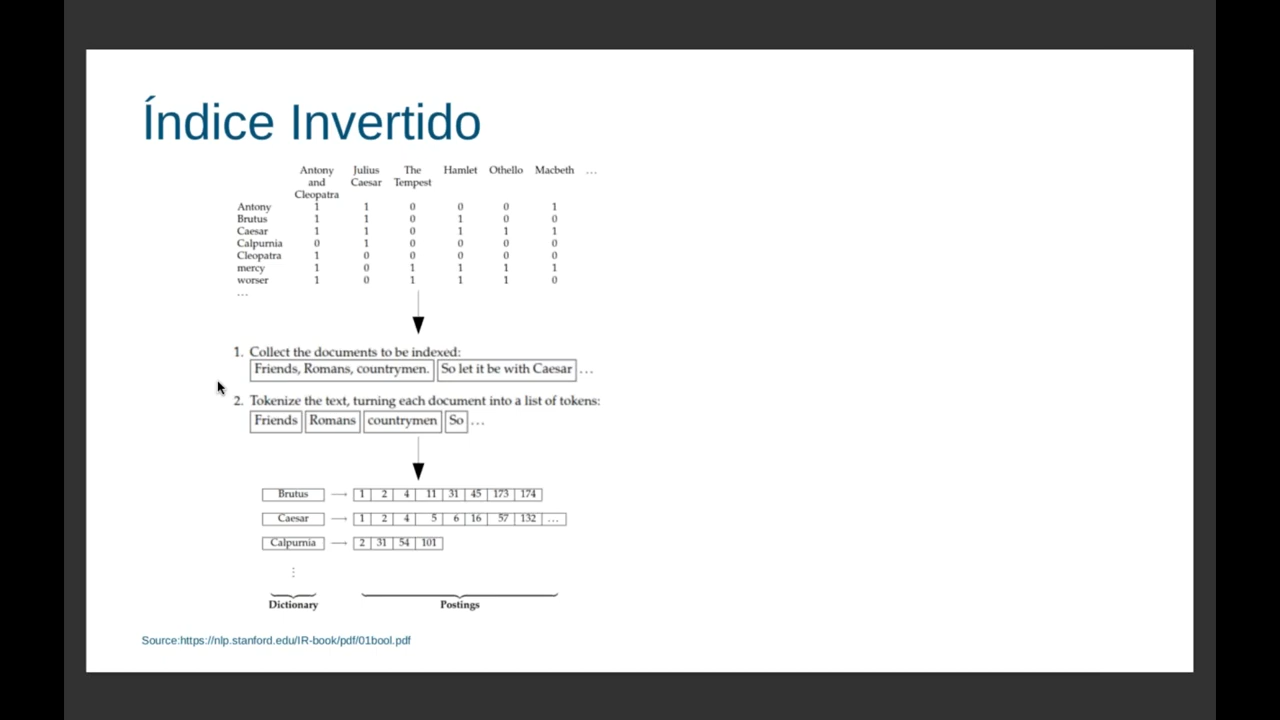 Índice Invertido
Antony Julius The Hamlet Othello Macbeth ...
and Caesar Tempest
Cleopatra
Antony 1 1 0 0 0 1
Brutus 1 1 0 1 0 0
Caesar 1 1 0 1 1 1
Calpurnia 0 1 0 0 0 0
Cleopatra 1 0 0 0 0 0
mercy 1 0 1 1 1 1
worser 1 0 1 1 1 0
...
1. Collect the documents to be indexed:
Friends, Romans, countrymen. So let it be with Caesar ...
2. Tokenize the text, turning each document into a list of tokens:
Friends Romans countrymen So ...
Brutus → 1 2 4 11 31 45 173 174
Caesar → 1 2 4 5 6 16 57 132 ...
Calpurnia → 2 31 54 101
⋮
Dictionary Postings
Source:https://nlp.stanford.edu/IR-book/pdf/01bool.pdf